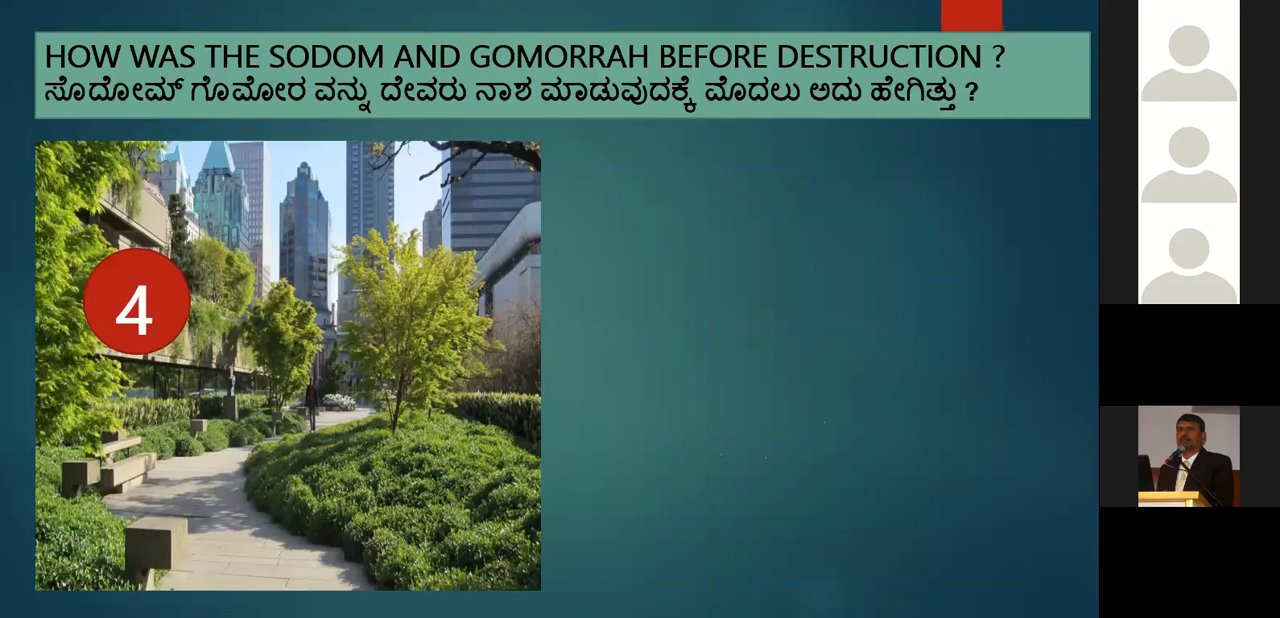 HOW WAS THE SODOM AND GOMORRAH BEFORE DESTRUCTION ?
ಸೊದೋಮ್ ಗೊಮೋರ ವನ್ನು ದೇವರು ನಾಶ ಮಾಡುವುದಕ್ಕೆ ಮೊದಲು ಅದು ಹೇಗಿತ್ತು ?
4